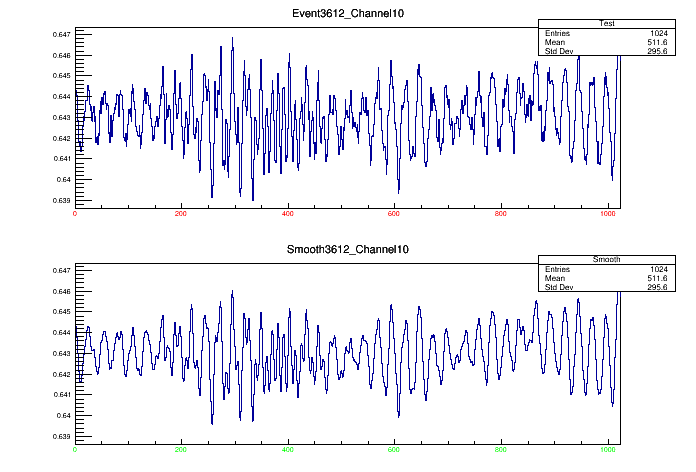 Event3612_Channel10
Test
Entries 1024
Mean 511.6
Std Dev 295.6
0.647
0.646
0.645
0.644
0.643
0.642
0.641
0.64
0.639
0 200 400 600 800 1000
Smooth3612_Channel10
Smooth
Entries 1024
Mean 511.6
Std Dev 295.6
0.647
0.646
0.645
0.644
0.643
0.642
0.641
0.64
0.639
0 200 400 600 800 1000